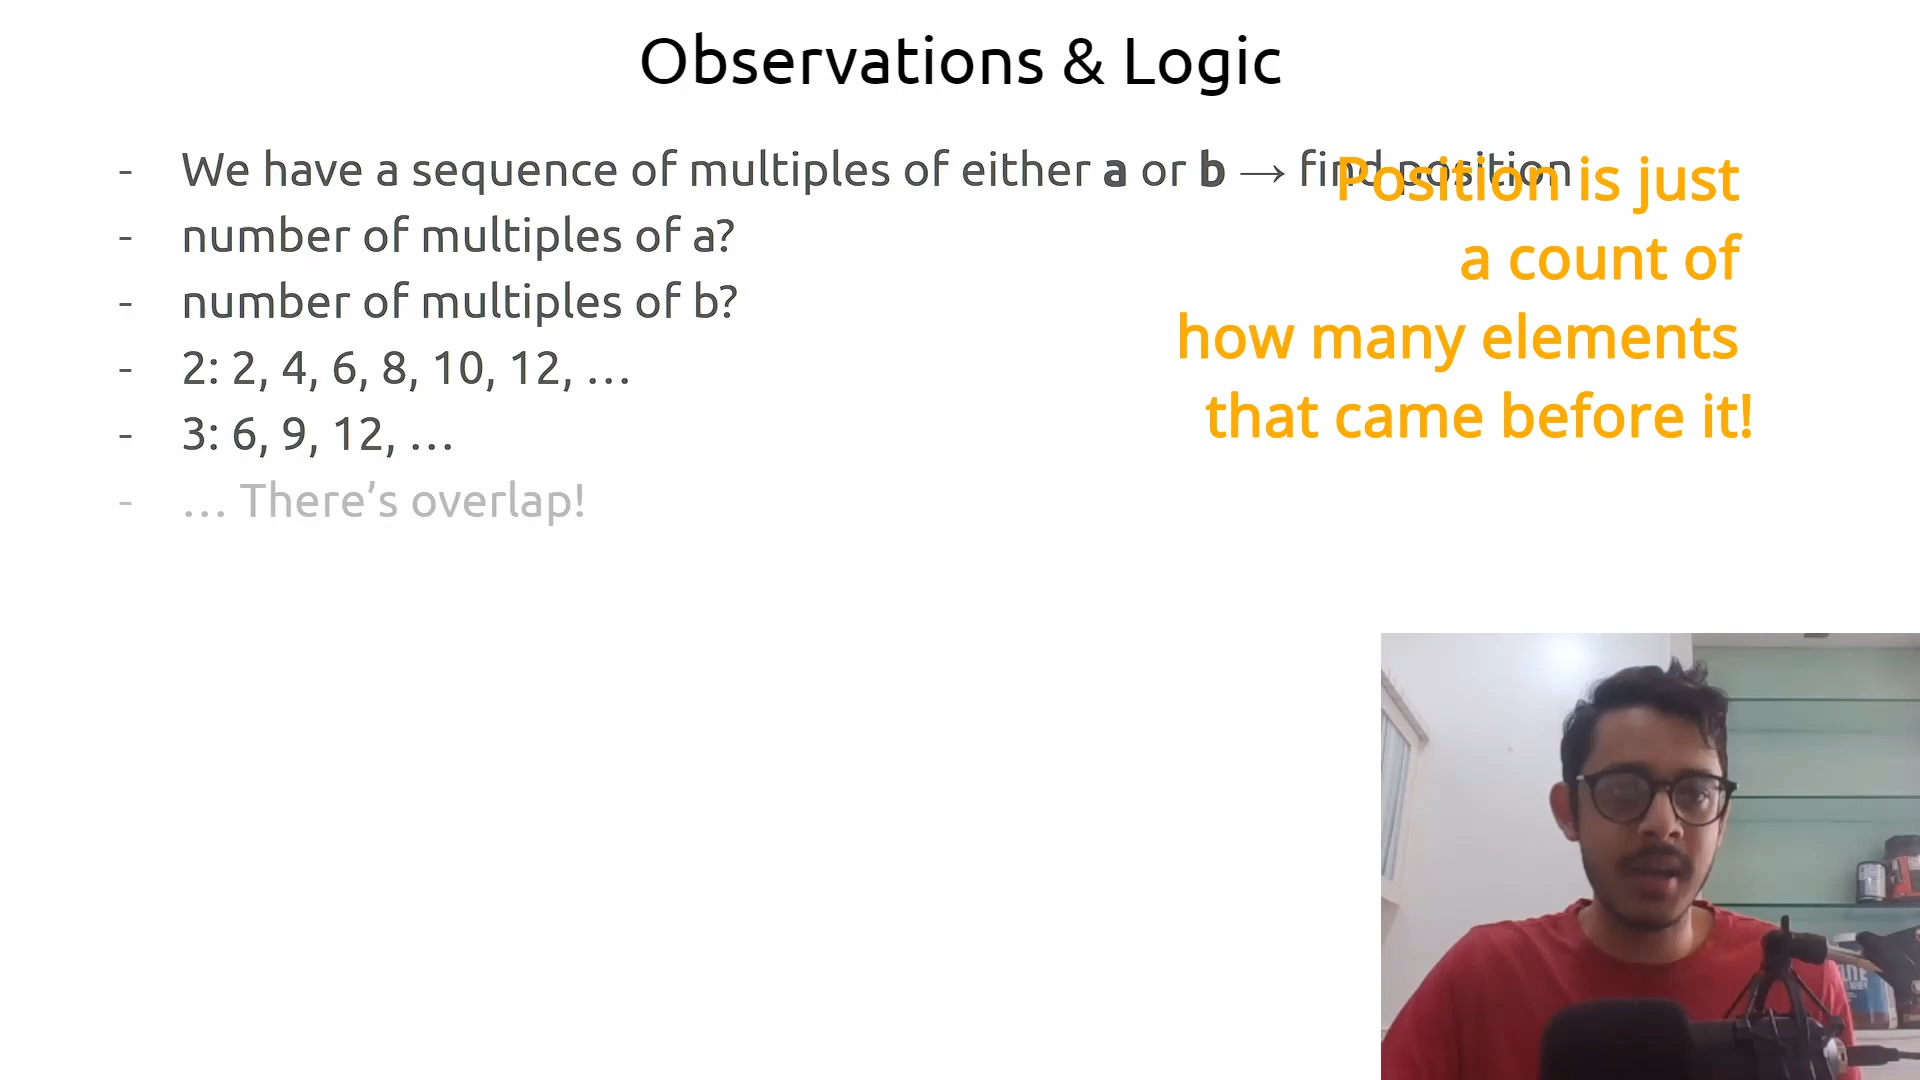 Observations & Logic
- We have a sequence of multiples of either a or b → find position
- number of multiples of a?
- number of multiples of b?
- 2: 2, 4, 6, 8, 10, 12, …
- 3: 6, 9, 12, …
- … There’s overlap!
Position is just
a count of
how many elements
that came before it!